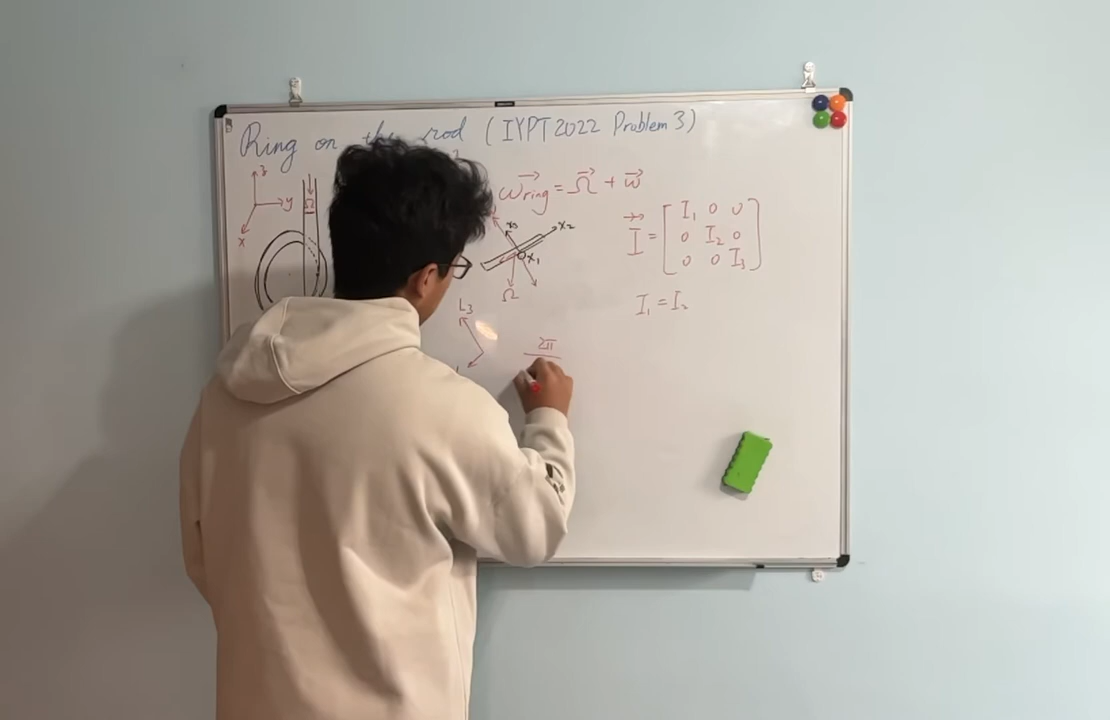 Ring on the rod (IYPT 2022 Problem 3)
ω⃗ring = Ω⃗ + ω⃗
z
y
x
Ω
x3
x2
x1
Ω
I = [I1 0 0
0 I2 0
0 0 I3]
I1 = I2
L3
2π